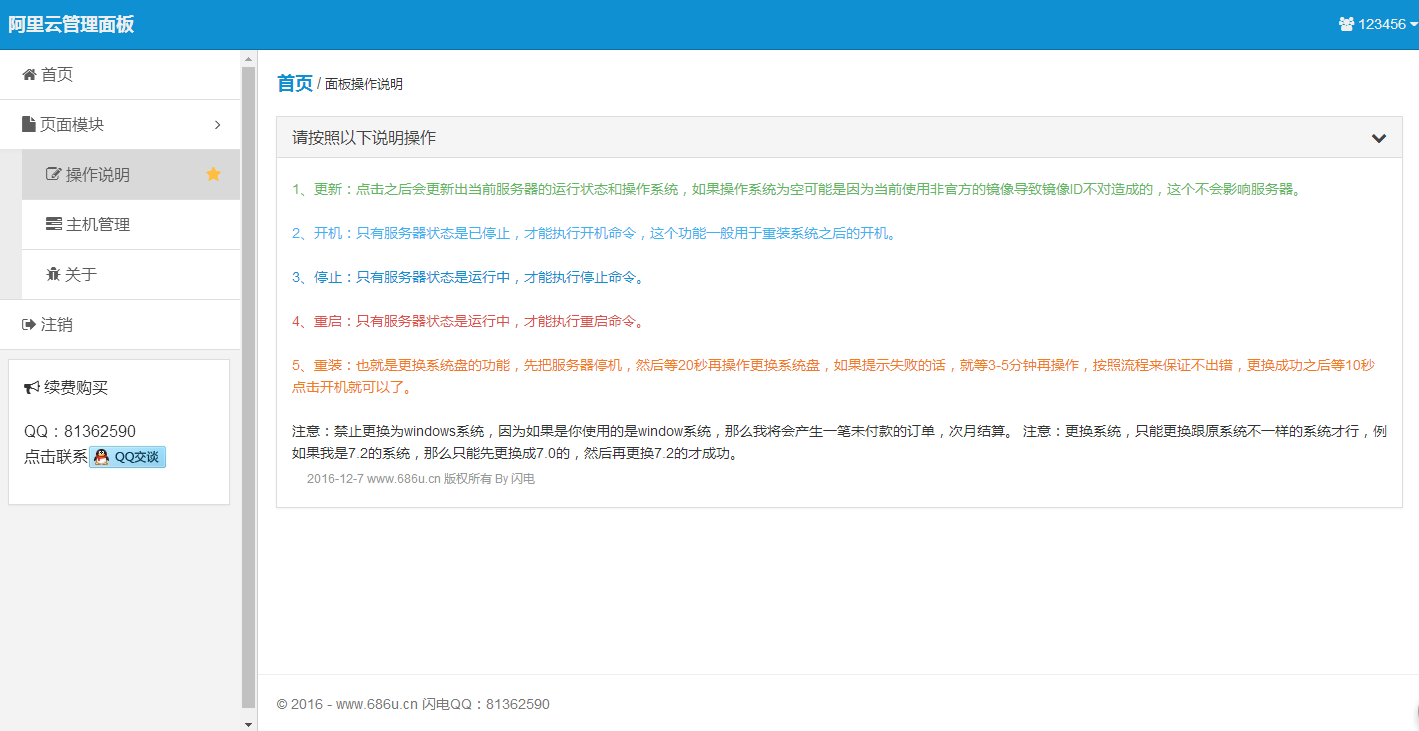 阿里云管理面板
123456
首页
页面模块
操作说明
主机管理
关于
注销
续费购买
QQ：81362590
点击联系 QQ交谈
首页 / 面板操作说明
请按照以下说明操作
1、更新：点击之后会更新出当前服务器的运行状态和操作系统，如果操作系统为空可能是因为当前使用非官方的镜像导致镜像ID不对造成的，这个不会影响服务器。
2、开机：只有服务器状态是已停止，才能执行开机命令，这个功能一般用于重装系统之后的开机。
3、停止：只有服务器状态是运行中，才能执行停止命令。
4、重启：只有服务器状态是运行中，才能执行重启命令。
5、重装：也就是更换系统盘的功能，先把服务器停机，然后等20秒再操作更换系统盘，如果提示失败的话，就等3-5分钟再操作，按照流程来保证不出错，更换成功之后等10秒
点击开机就可以了。
注意：禁止更换为windows系统，因为如果是你使用的是window系统，那么我将会产生一笔未付款的订单，次月结算。 注意：更换系统，只能更换跟原系统不一样的系统才行，例
如果我是7.2的系统，那么只能先更换成7.0的，然后再更换7.2的才成功。
2016-12-7 www.686u.cn 版权所有 By 闪电
© 2016 - www.686u.cn 闪电QQ：81362590